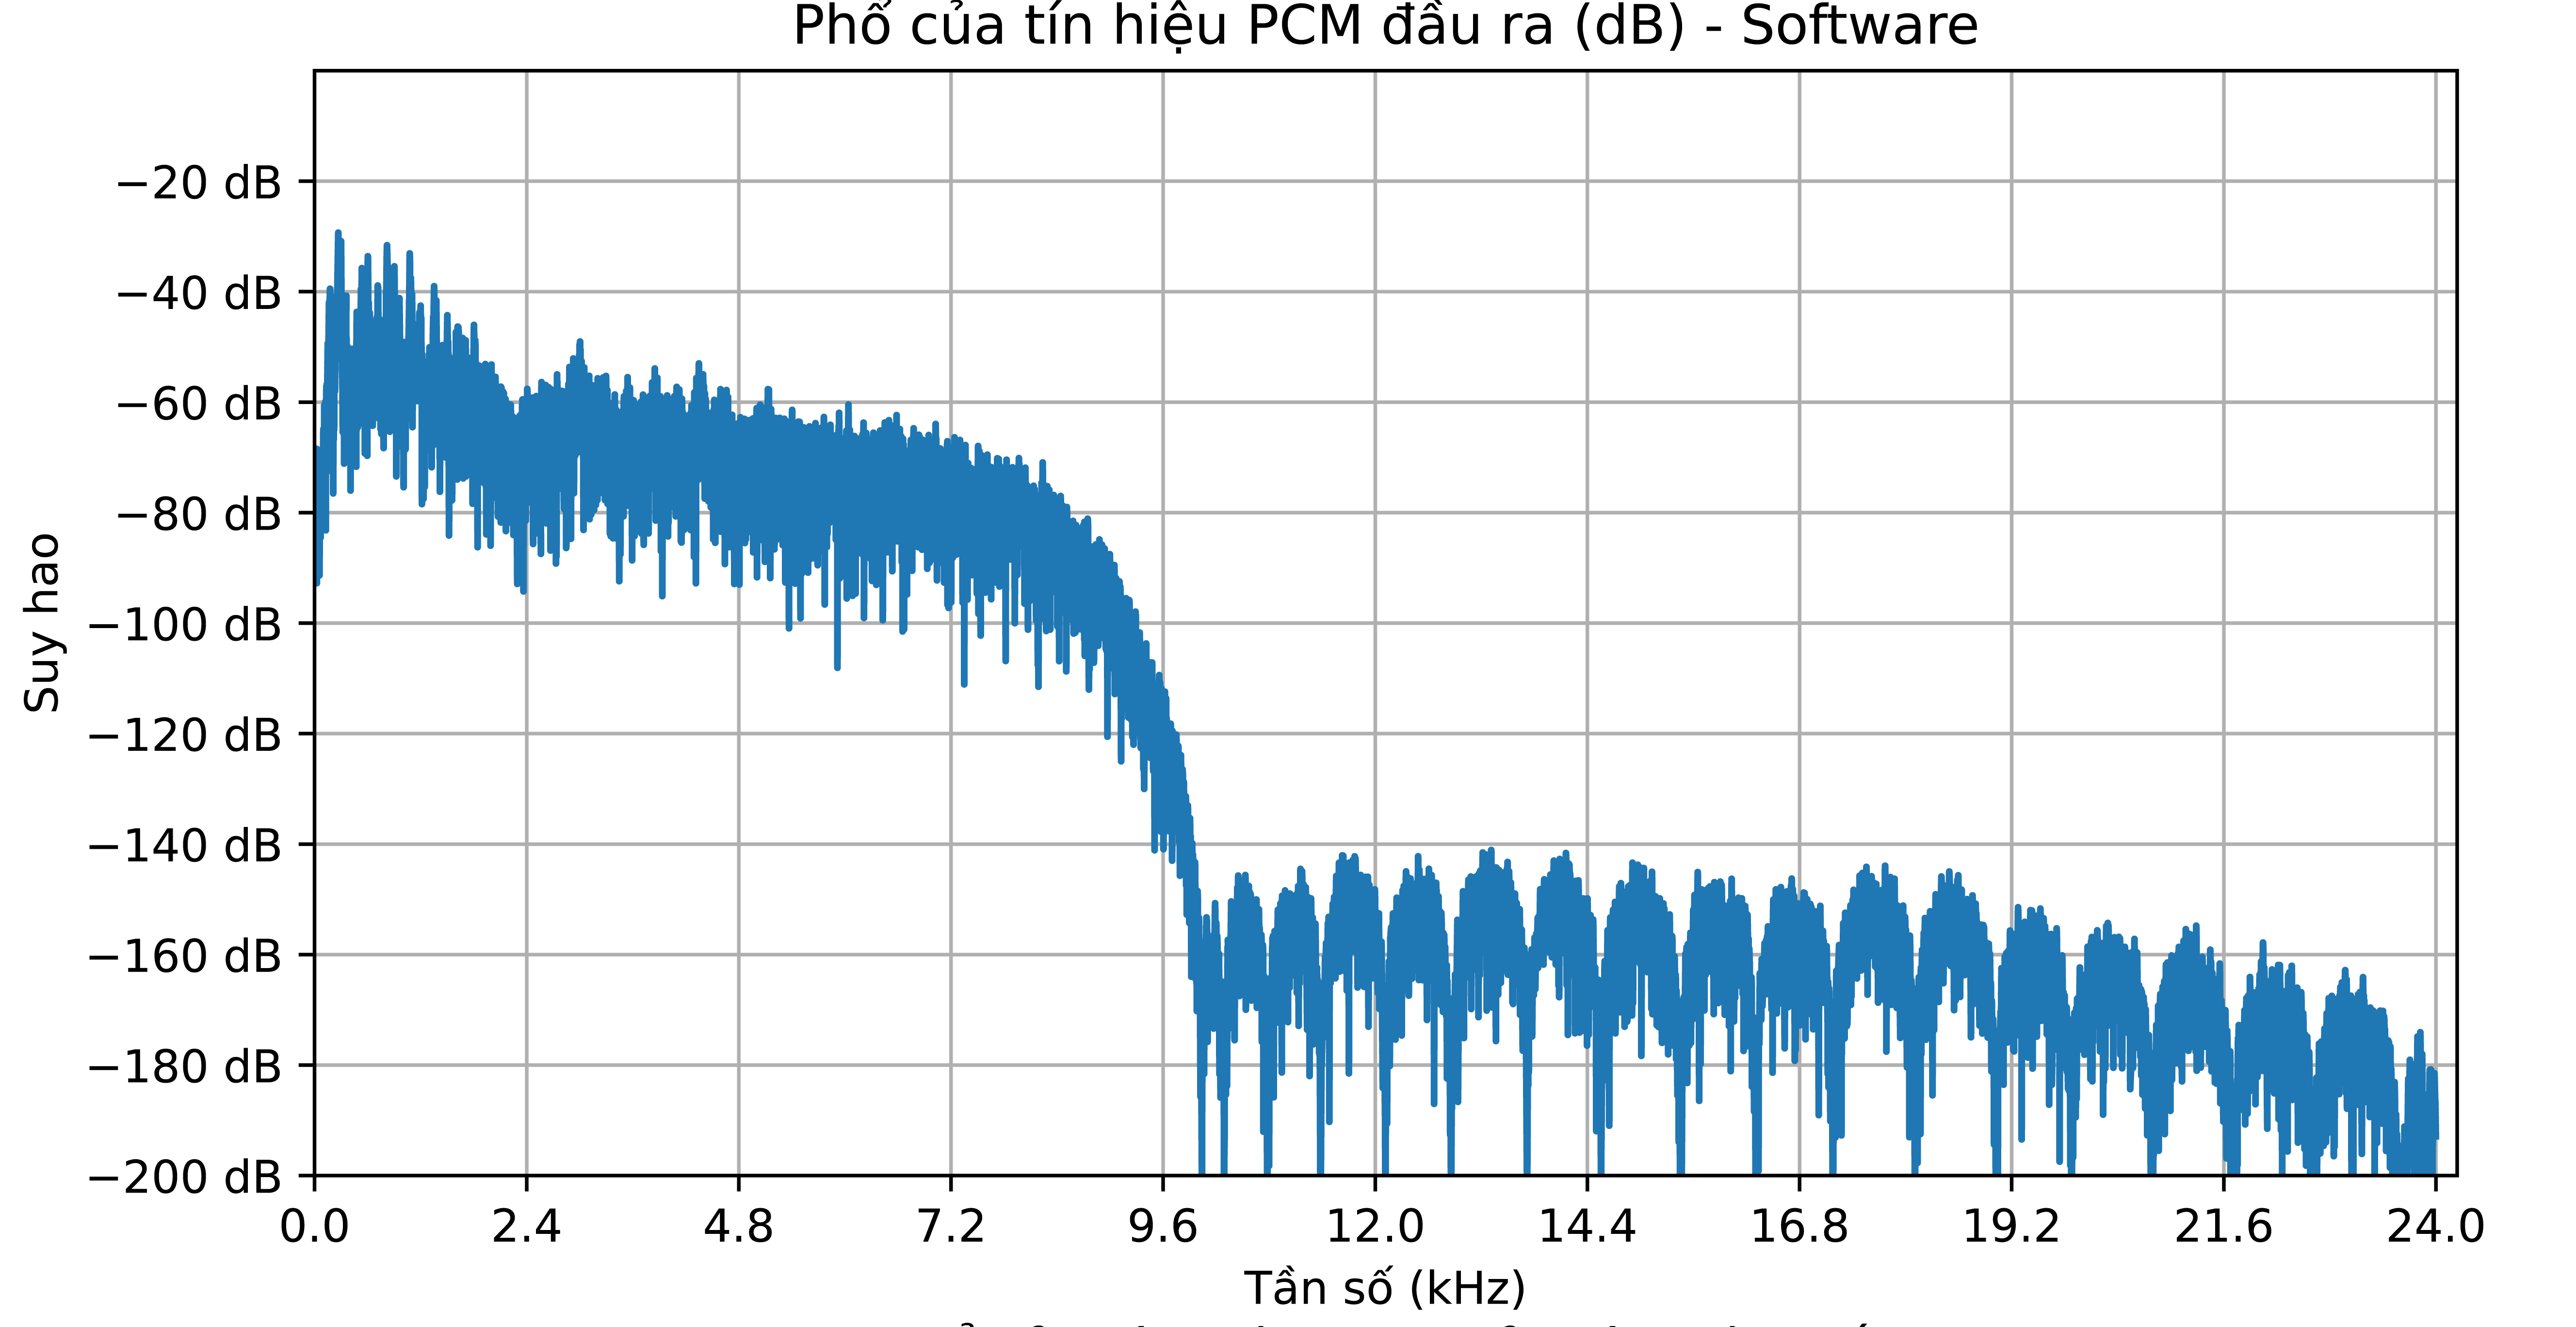 Phổ của tín hiệu PCM đầu ra (dB) - Software
−20 dB
−40 dB
−60 dB
−80 dB
−100 dB
−120 dB
−140 dB
−160 dB
−180 dB
−200 dB
Suy hao
0.0 2.4 4.8 7.2 9.6 12.0 14.4 16.8 19.2 21.6 24.0
Tần số (kHz)